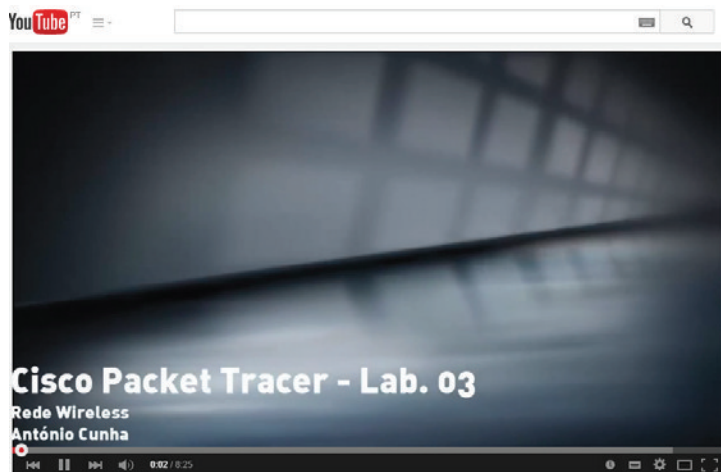 YouTube PT
Cisco Packet Tracer - Lab. 03
Rede Wireless
António Cunha
0:02 / 8:25